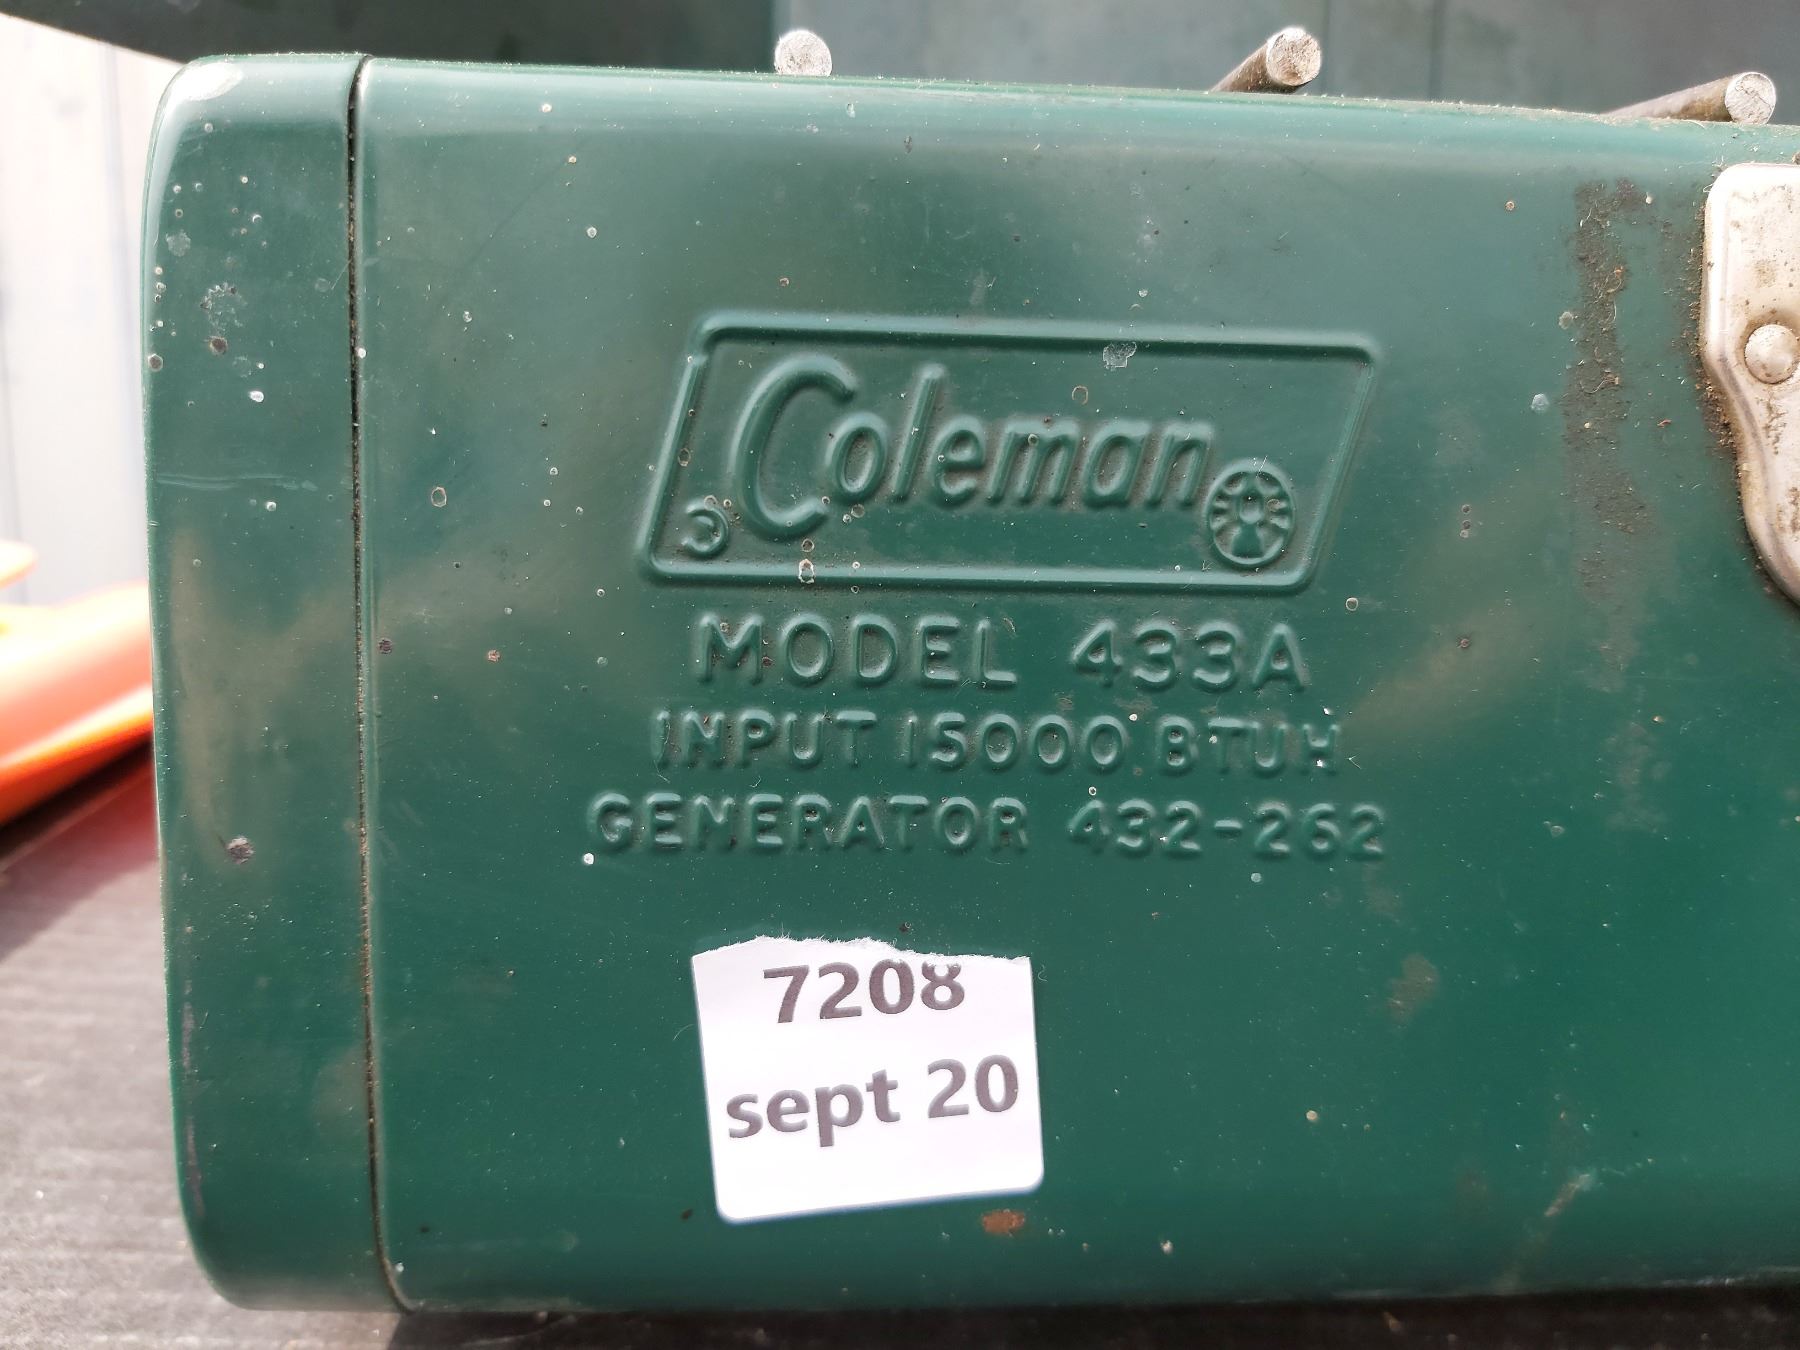 Coleman
MODEL 433A
INPUT 15000 BTUH
GENERATOR 432-262
7208
sept 20